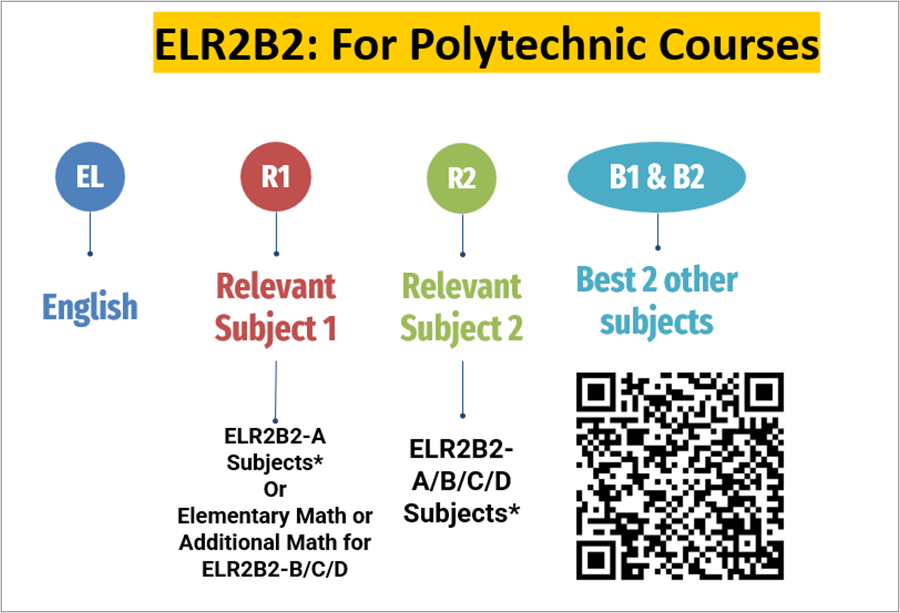 ELR2B2: For Polytechnic Courses
EL
R1
R2
B1 & B2
English
Relevant
Subject 1
Relevant
Subject 2
Best 2 other
subjects
ELR2B2-A
Subjects*
Or
Elementary Math or
Additional Math for
ELR2B2-B/C/D
ELR2B2-
A/B/C/D
Subjects*